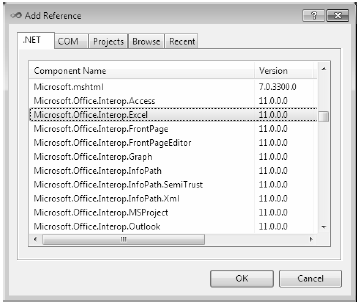 Add Reference
.NET COM Projects Browse Recent
Component Name Version
Microsoft.mshtml 7.0.3300.0
Microsoft.Office.Interop.Access 11.0.0.0
Microsoft.Office.Interop.Excel 11.0.0.0
Microsoft.Office.Interop.FrontPage 11.0.0.0
Microsoft.Office.Interop.FrontPageEditor 11.0.0.0
Microsoft.Office.Interop.Graph 11.0.0.0
Microsoft.Office.Interop.InfoPath 11.0.0.0
Microsoft.Office.Interop.InfoPath.SemiTrust 11.0.0.0
Microsoft.Office.Interop.InfoPath.Xml 11.0.0.0
Microsoft.Office.Interop.MSProject 11.0.0.0
Microsoft.Office.Interop.Outlook 11.0.0.0
OK Cancel